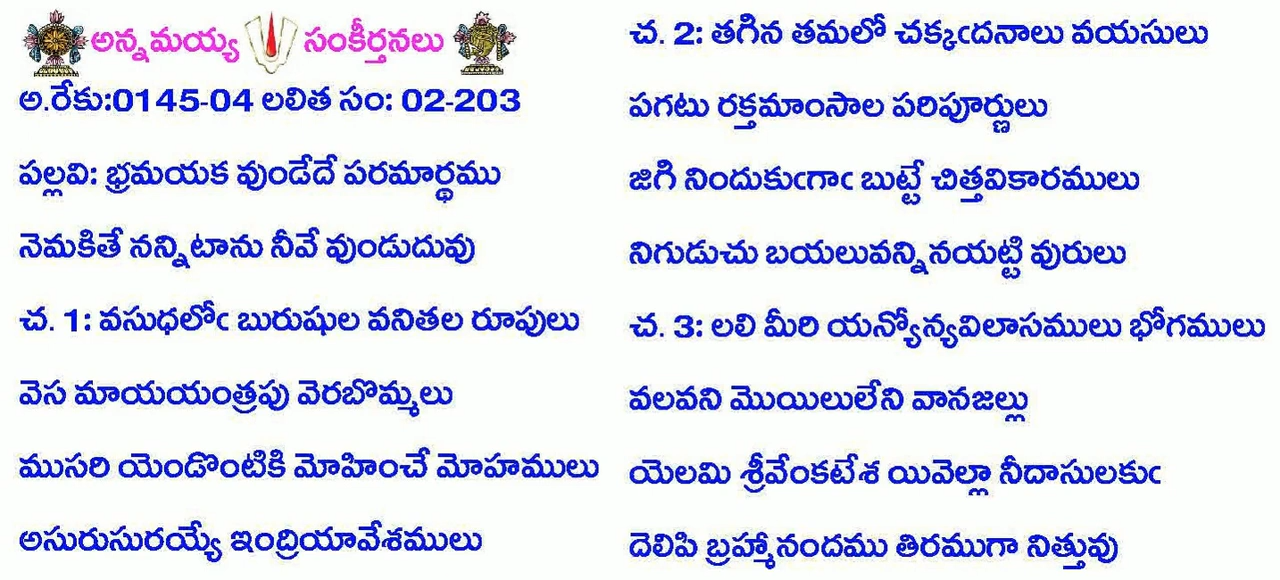 అన్నమయ్య సంకీర్తనలు
అ.రేకు:0145-04 లలిత సం: 02-203
పల్లవి: భ్రమయక వుండేదే పరమార్థము
నెమకితే నన్నిటాను నీవే వుండుదువు
చ. 1: వసుధలోఁ బురుషుల వనితల రూపులు
వెస మాయయంత్రపు వెరబొమ్మలు
ముసరి యెండొంటికి మోహించే మోహములు
అసురుసురయ్యే ఇంద్రియావేశములు
చ. 2: తగిన తమలో చక్కఁదనాలు వయసులు
పగటు రక్తమాంసాల పరిపూర్ణులు
జిగి నిందుకుఁగాఁ బుట్టే చిత్తవికారములు
నిగుడుచు బయలువన్నినయట్టి వురులు
చ. 3: లలి మీరి యన్యోన్యవిలాసములు భోగములు
వలవని మొయిలులేని వానజల్లు
యెలమి శ్రీవేంకటేశ యివెల్లా నీదాసులకుఁ
దెలిపి బ్రహ్మానందము తిరముగా నిత్తువు